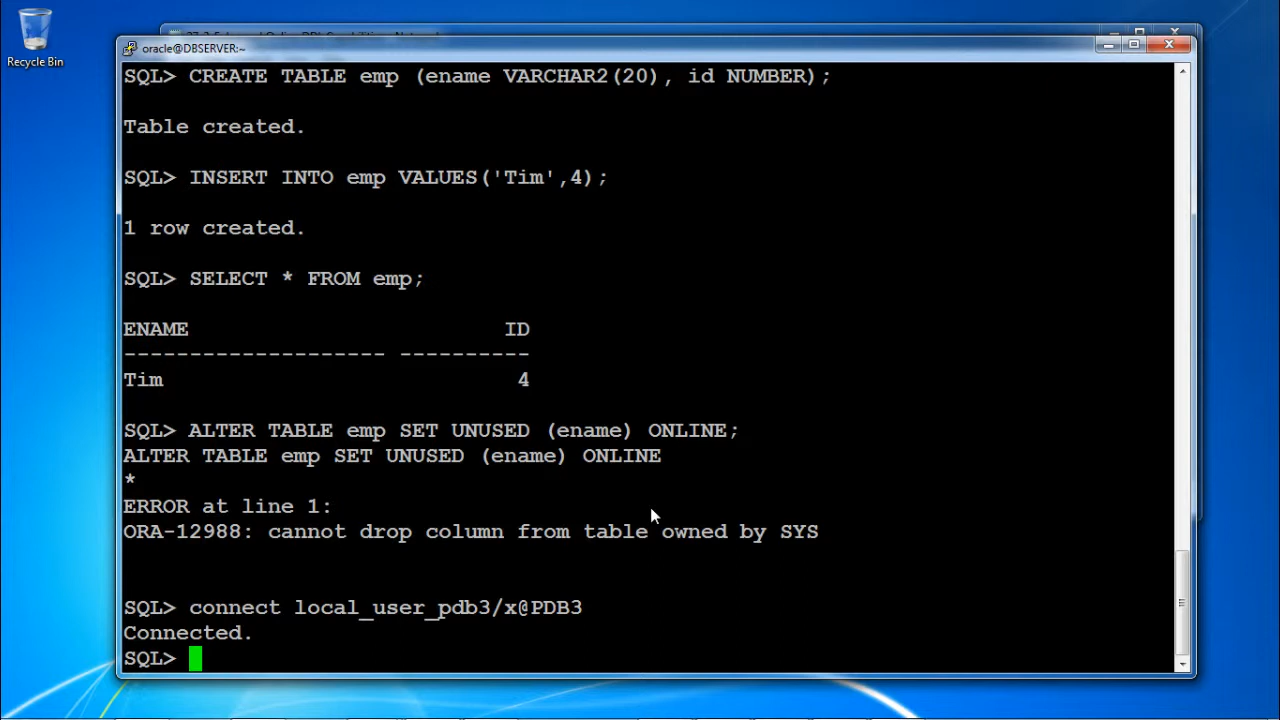 Recycle Bin
oracle@DBSERVER:~
SQL> CREATE TABLE emp (ename VARCHAR2(20), id NUMBER);
Table created.
SQL> INSERT INTO emp VALUES('Tim',4);
1 row created.
SQL> SELECT * FROM emp;
ENAME                        ID
-------------------- ----------
Tim                           4
SQL> ALTER TABLE emp SET UNUSED (ename) ONLINE;
ALTER TABLE emp SET UNUSED (ename) ONLINE
*
ERROR at line 1:
ORA-12988: cannot drop column from table owned by SYS
SQL> connect local_user_pdb3/x@PDB3
Connected.
SQL>